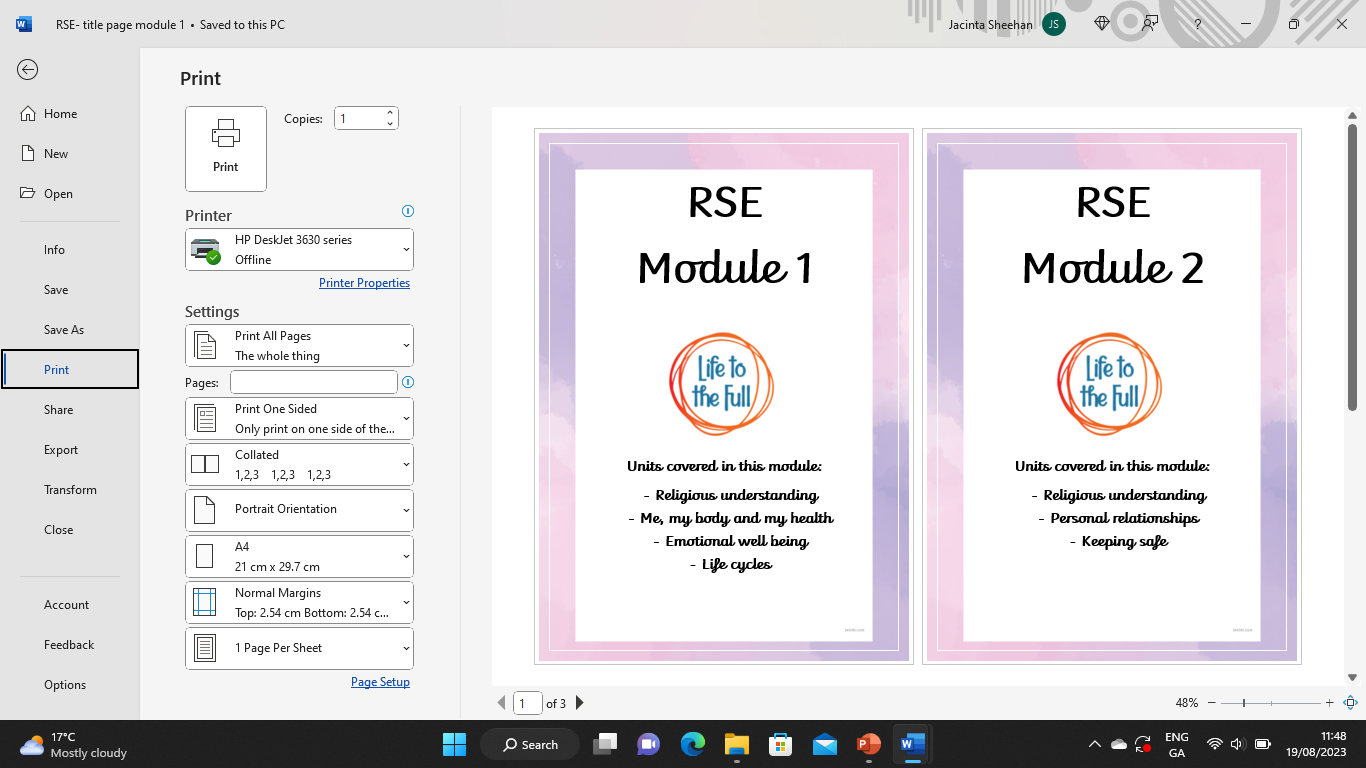 RSE- title page module 1 • Saved to this PC
Jacinta Sheehan
JS
?
Home
New
Open
Info
Save
Save As
Print
Share
Export
Transform
Close
Account
Feedback
Options
Print
Print
Copies: 1
Printer
HP DeskJet 3630 series
Offline
Printer Properties
Settings
Print All Pages
The whole thing
Pages:
Print One Sided
Only print on one side of the...
Collated
1,2,3 1,2,3 1,2,3
Portrait Orientation
A4
21 cm x 29.7 cm
Normal Margins
Top: 2.54 cm Bottom: 2.54 c...
1 Page Per Sheet
Page Setup
RSE
Module 1
Life to
the Full
Units covered in this module:
- Religious understanding
- Me, my body and my health
- Emotional well being
- Life cycles
RSE
Module 2
Life to
the Full
Units covered in this module:
- Religious understanding
- Personal relationships
- Keeping safe
1 of 3
48%
17°C
Mostly cloudy
Search
ENG
GA
11:48
19/08/2023